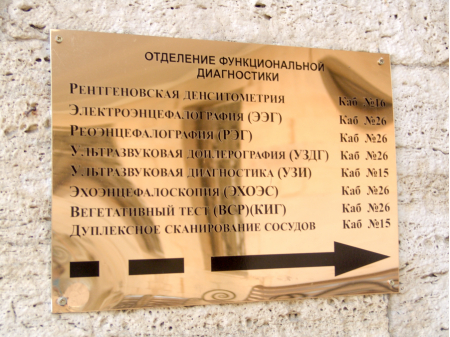 ОТДЕЛЕНИЕ ФУНКЦИОНАЛЬНОЙ
ДИАГНОСТИКИ
РЕНТГЕНОВСКАЯ ДЕНСИТОМЕТРИЯ Каб №16
ЭЛЕКТРОЭНЦЕФАЛОГРАФИЯ (ЭЭГ) Каб №26
РЕОЭНЦЕФАЛОГРАФИЯ (РЭГ) Каб №26
УЛЬТРАЗВУКОВАЯ ДОПЛЕРОГРАФИЯ (УЗДГ) Каб №26
УЛЬТРАЗВУКОВАЯ ДИАГНОСТИКА (УЗИ) Каб №15
ЭХОЭНЦЕФАЛОСКОПИЯ (ЭХОЭС) Каб №26
ВЕГЕТАТИВНЫЙ ТЕСТ (ВСР)(КИГ) Каб №26
ДУПЛЕКСНОЕ СКАНИРОВАНИЕ СОСУДОВ Каб №15